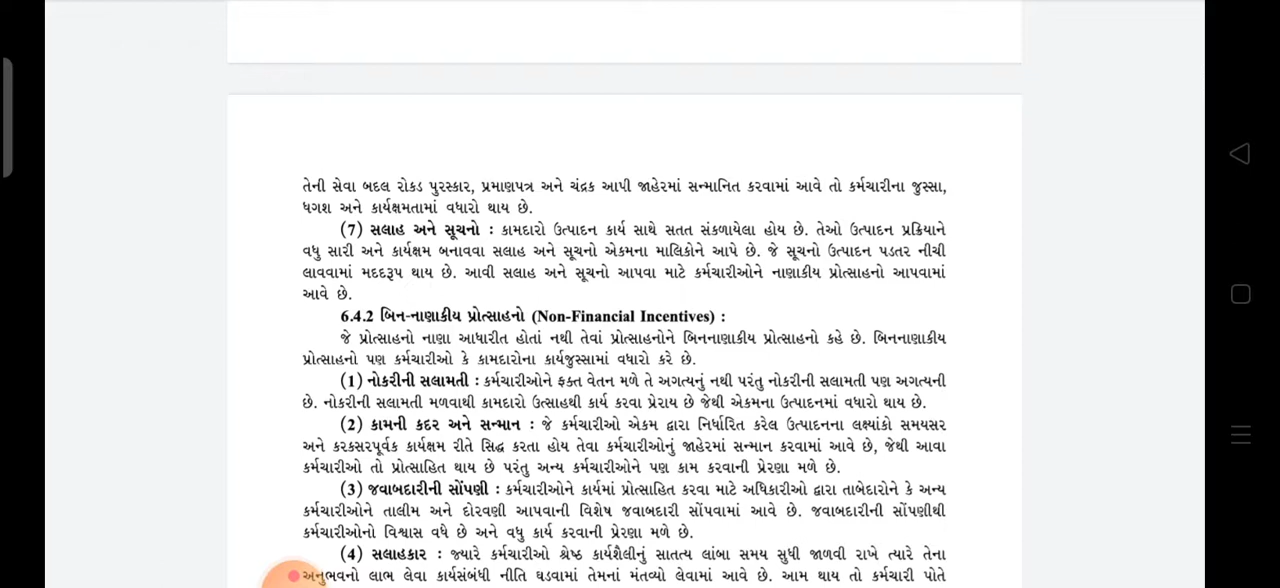 તેની સેવા બદલ રોકડ પુરસ્કાર, પ્રમાણપત્ર અને ચંદ્રક આપી જાહેરમાં સન્માનિત કરવામાં આવે તો કર્મચારીના જુસ્સા,
ધગશ અને કાર્યક્ષમતામાં વધારો થાય છે.
(7) સલાહ અને સૂચનો : કામદારો ઉત્પાદન કાર્ય સાથે સતત સંકળાયેલા હોય છે. તેઓ ઉત્પાદન પ્રક્રિયાને
વધુ સારી અને કાર્યક્ષમ બનાવવા સલાહ અને સૂચનો એકમના માલિકોને આપે છે. જે સૂચનો ઉત્પાદન પડતર નીચી
લાવવામાં મદદરૂપ થાય છે. આવી સલાહ અને સૂચનો આપવા માટે કર્મચારીઓને નાણાકીય પ્રોત્સાહનો આપવામાં
આવે છે.
6.4.2 બિન-નાણાકીય પ્રોત્સાહનો (Non-Financial Incentives) :
જે પ્રોત્સાહનો નાણા આધારીત હોતાં નથી તેવાં પ્રોત્સાહનોને બિનનાણાકીય પ્રોત્સાહનો કહે છે. બિનનાણાકીય
પ્રોત્સાહનો પણ કર્મચારીઓ કે કામદારોના કાર્યજુસ્સામાં વધારો કરે છે.
(1) નોકરીની સલામતી : કર્મચારીઓને ફક્ત વેતન મળે તે અગત્યનું નથી પરંતુ નોકરીની સલામતી પણ અગત્યની
છે. નોકરીની સલામતી મળવાથી કામદારો ઉત્સાહથી કાર્ય કરવા પ્રેરાય છે જેથી એકમના ઉત્પાદનમાં વધારો થાય છે.
(2) કામની કદર અને સન્માન : જે કર્મચારીઓ એકમ દ્વારા નિર્ધારિત કરેલ ઉત્પાદનના લક્ષ્યાંકો સમયસર
અને કરકસરપૂર્વક કાર્યક્ષમ રીતે સિદ્ધ કરતા હોય તેવા કર્મચારીઓનું જાહેરમાં સન્માન કરવામાં આવે છે, જેથી આવા
કર્મચારીઓ તો પ્રોત્સાહિત થાય છે પરંતુ અન્ય કર્મચારીઓને પણ કામ કરવાની પ્રેરણા મળે છે.
(3) જવાબદારીની સોંપણી : કર્મચારીઓને કાર્યમાં પ્રોત્સાહિત કરવા માટે અધિકારીઓ દ્વારા તાબેદારોને કે અન્ય
કર્મચારીઓને તાલીમ અને દોરવણી આપવાની વિશેષ જવાબદારી સોંપવામાં આવે છે. જવાબદારીની સોંપણીથી
કર્મચારીઓનો વિશ્વાસ વધે છે અને વધુ કાર્ય કરવાની પ્રેરણા મળે છે.
(4) સલાહકાર : જ્યારે કર્મચારીઓ શ્રેષ્ઠ કાર્યશૈલીનું સાતત્ય લાંબા સમય સુધી જાળવી રાખે ત્યારે તેના
અનુભવનો લાભ લેવા કાર્યસંબંધી નીતિ ઘડવામાં તેમનાં મંતવ્યો લેવામાં આવે છે. આમ થાય તો કર્મચારી પોતે